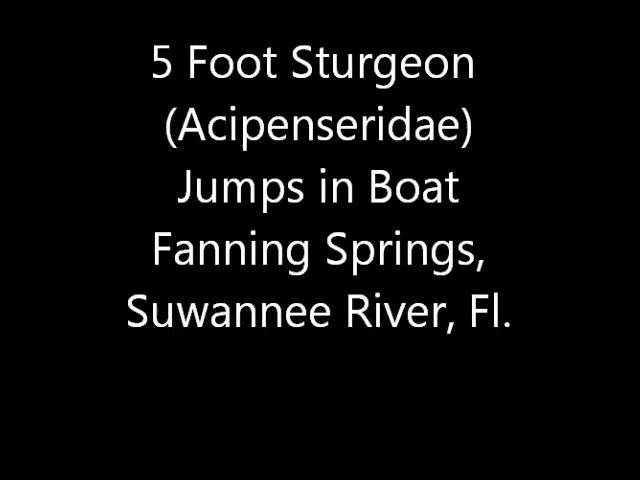 5 Foot Sturgeon
(Acipenseridae)
Jumps in Boat
Fanning Springs,
Suwannee River, Fl.